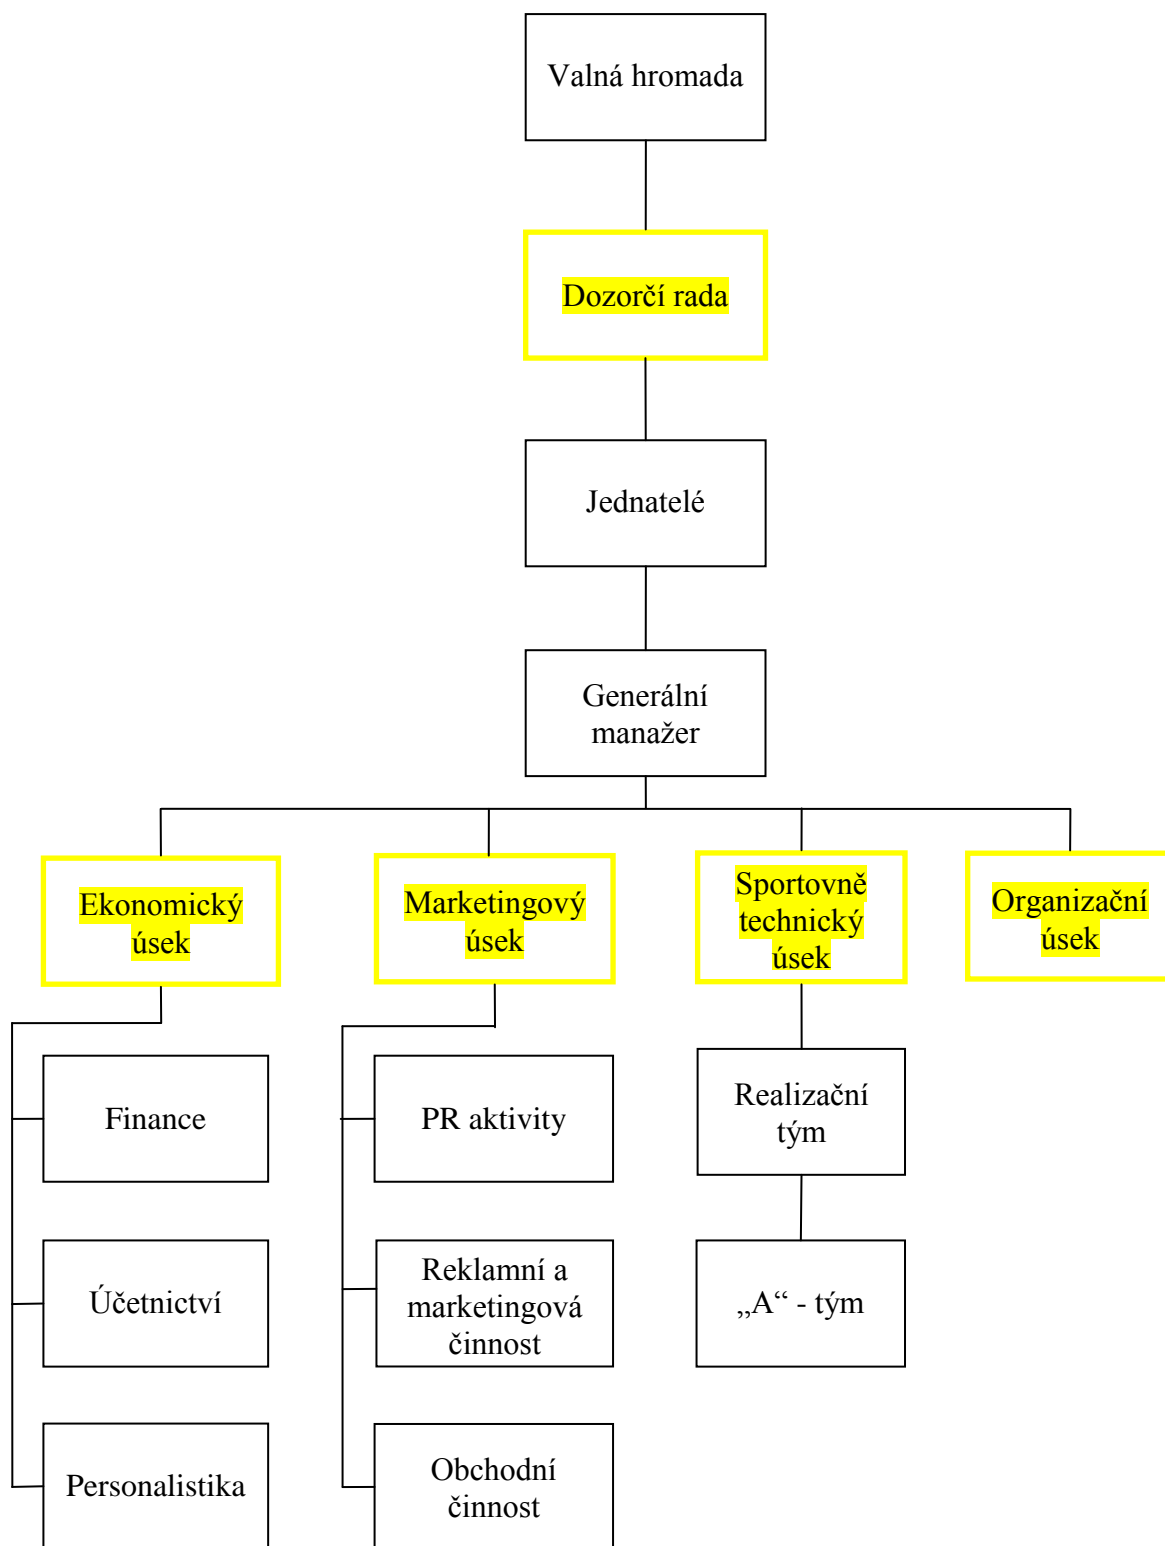 Valná hromada
Dozorčí rada
Jednatelé
Generální
manažer
Ekonomický
úsek
Marketingový
úsek
Sportovně
technický
úsek
Organizační
úsek
Finance
PR aktivity
Realizační
tým
Účetnictví
Reklamní a
marketingová
činnost
„A“ - tým
Personalistika
Obchodní
činnost